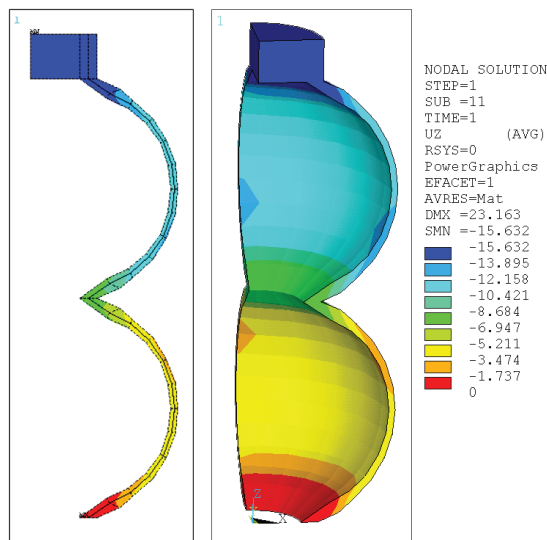 1
1
NODAL SOLUTION
STEP=1
SUB =11
TIME=1
UZ (AVG)
RSYS=0
PowerGraphics
EFACET=1
AVRES=Mat
DMX =23.163
SMN =-15.632
-15.632
-13.895
-12.158
-10.421
-8.684
-6.947
-5.211
-3.474
-1.737
0
Z
X